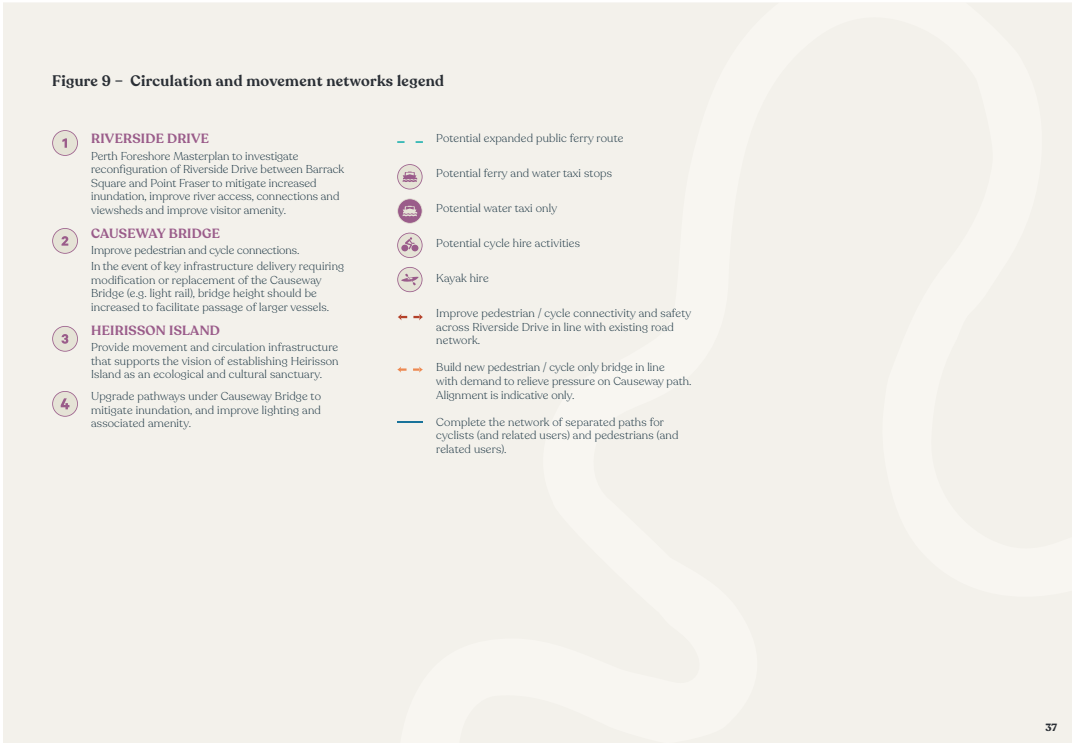 Figure 9 – Circulation and movement networks legend
1
RIVERSIDE DRIVE
Perth Foreshore Masterplan to investigate
reconfiguration of Riverside Drive between Barrack
Square and Point Fraser to mitigate increased
inundation, improve river access, connections and
viewsheds and improve visitor amenity.
2
CAUSEWAY BRIDGE
Improve pedestrian and cycle connections.
In the event of key infrastructure delivery requiring
modification or replacement of the Causeway
Bridge (e.g. light rail), bridge height should be
increased to facilitate passage of larger vessels.
3
HEIRISSON ISLAND
Provide movement and circulation infrastructure
that supports the vision of establishing Heirisson
Island as an ecological and cultural sanctuary.
4
Upgrade pathways under Causeway Bridge to
mitigate inundation, and improve lighting and
associated amenity.
Potential expanded public ferry route
Potential ferry and water taxi stops
Potential water taxi only
Potential cycle hire activities
Kayak hire
Improve pedestrian / cycle connectivity and safety
across Riverside Drive in line with existing road
network.
Build new pedestrian / cycle only bridge in line
with demand to relieve pressure on Causeway path.
Alignment is indicative only.
Complete the network of separated paths for
cyclists (and related users) and pedestrians (and
related users).
37